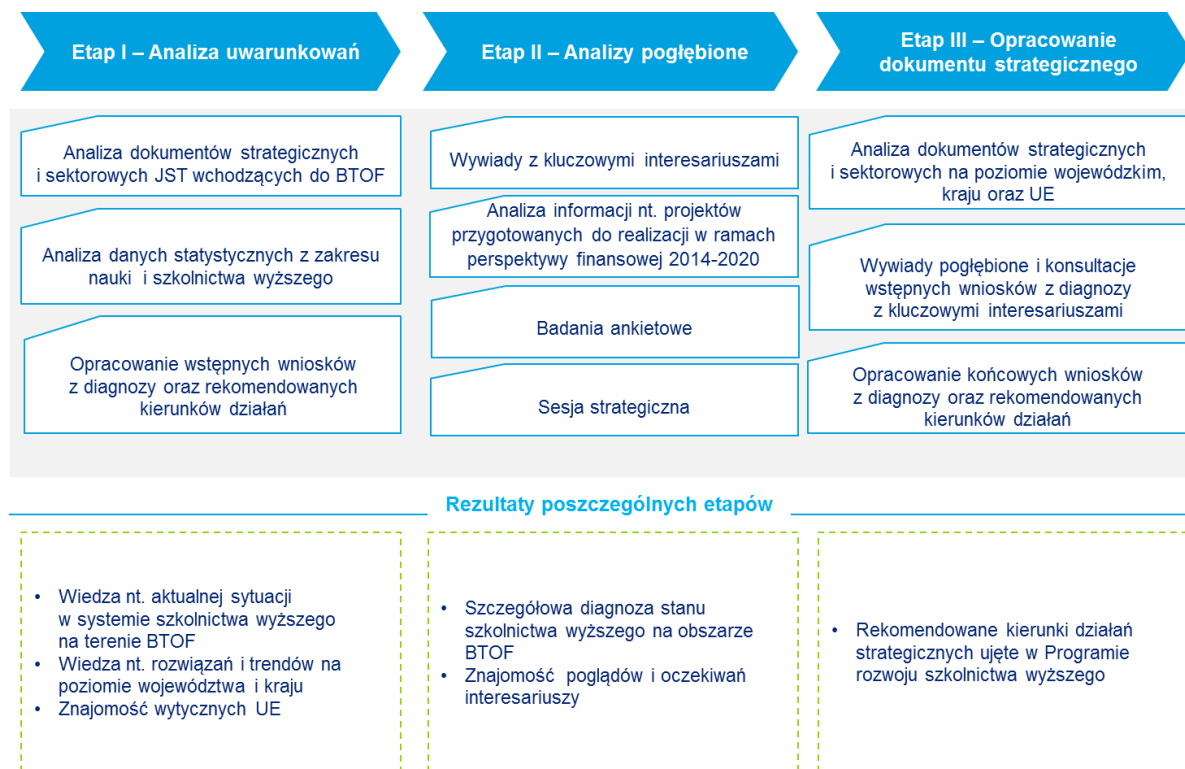 Etap I – Analiza uwarunkowań
Analiza dokumentów strategicznych
i sektorowych JST wchodzących do BTOF
Analiza danych statystycznych z zakresu
nauki i szkolnictwa wyższego
Opracowanie wstępnych wniosków
z diagnozy oraz rekomendowanych
kierunków działań
Etap II – Analizy pogłębione
Wywiady z kluczowymi interesariuszami
Analiza informacji nt. projektów
przygotowanych do realizacji w ramach
perspektywy finansowej 2014-2020
Badania ankietowe
Sesja strategiczna
Etap III – Opracowanie
dokumentu strategicznego
Analiza dokumentów strategicznych
i sektorowych na poziomie wojewódzkim,
kraju oraz UE
Wywiady pogłębione i konsultacje
wstępnych wniosków z diagnozy
z kluczowymi interesariuszami
Opracowanie końcowych wniosków
z diagnozy oraz rekomendowanych
kierunków działań
Rezultaty poszczególnych etapów
• Wiedza nt. aktualnej sytuacji
w systemie szkolnictwa wyższego
na terenie BTOF
• Wiedza nt. rozwiązań i trendów na
poziomie województwa i kraju
• Znajomość wytycznych UE
• Szczegółowa diagnoza stanu
szkolnictwa wyższego na obszarze
BTOF
• Znajomość poglądów i oczekiwań
interesariuszy
• Rekomendowane kierunki działań
strategicznych ujęte w Programie
rozwoju szkolnictwa wyższego